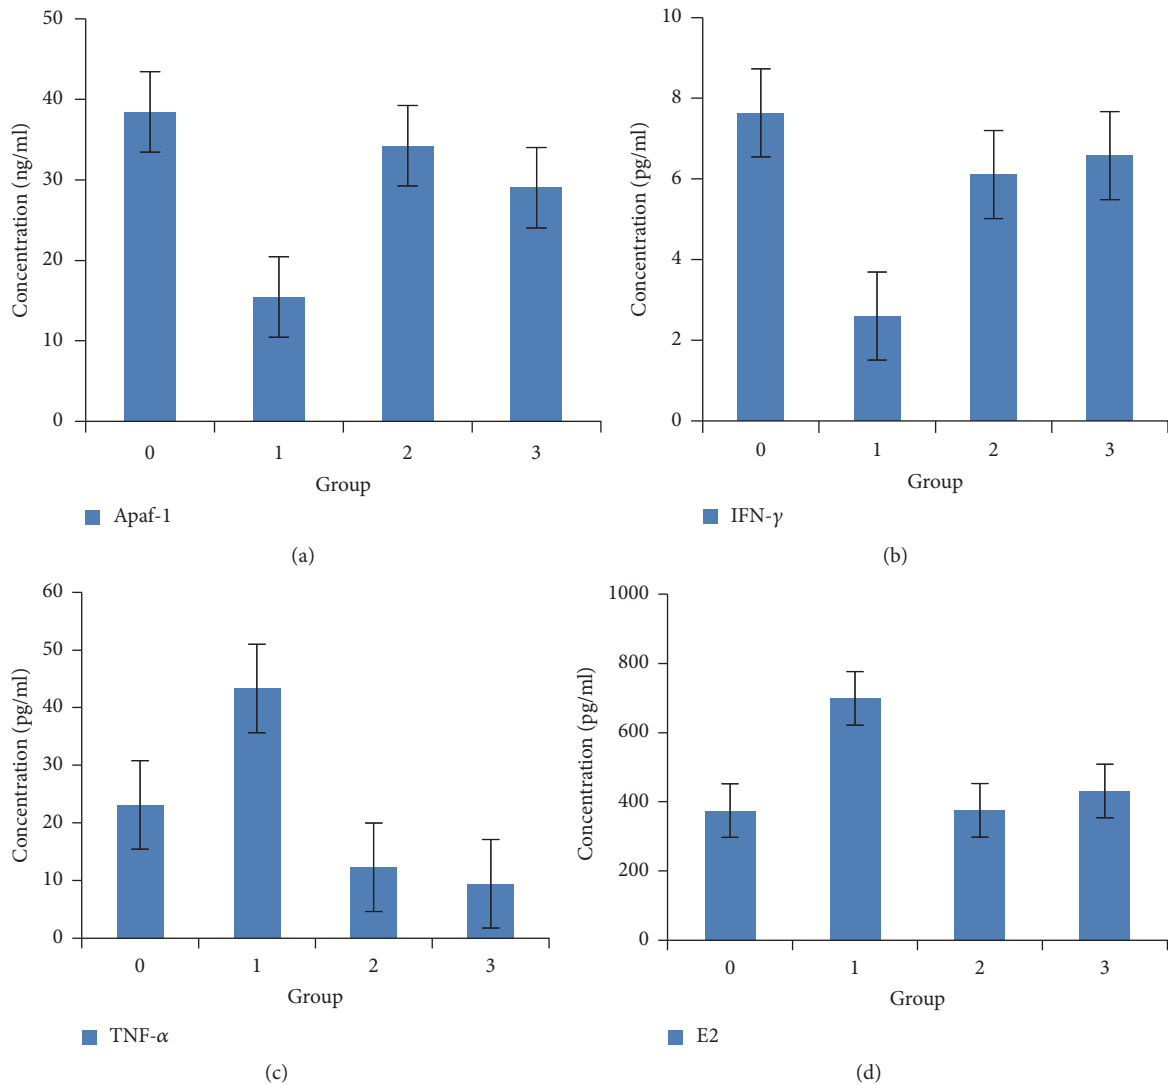 50
40
30
20
10
0
Concentration (ng/ml)
0 1 2 3
Group
Apaf-1
(a)
10
8
6
4
2
0
Concentration (pg/ml)
0 1 2 3
Group
IFN-γ
(b)
60
50
40
30
20
10
0
Concentration (pg/ml)
0 1 2 3
Group
TNF-α
(c)
1000
800
600
400
200
0
Concentration (pg/ml)
0 1 2 3
Group
E2
(d)